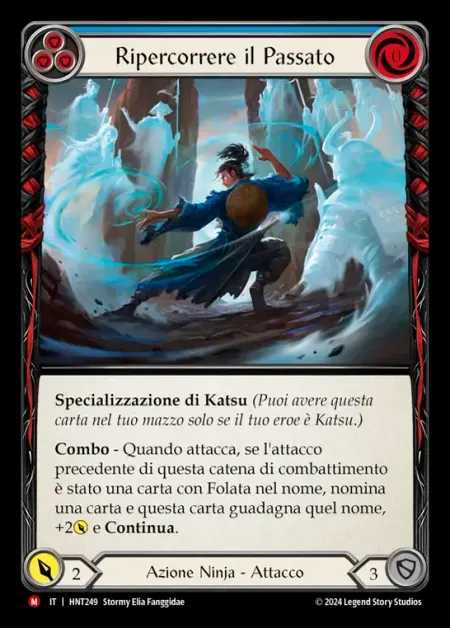 Ripercorrere il Passato
0
Specializzazione di Katsu (Puoi avere questa
carta nel tuo mazzo solo se il tuo eroe è Katsu.)
Combo - Quando attacca, se l'attacco
precedente di questa catena di combattimento
è stato una carta con Folata nel nome, nomina
una carta e questa carta guadagna quel nome,
+2 e Continua.
2 Azione Ninja - Attacco 3
M IT | HNT249 Stormy Elia Fanggidae © 2024 Legend Story Studios